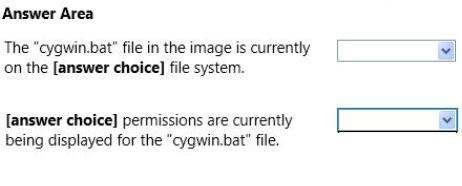 Answer Area
The "cygwin.bat" file in the image is currently
on the [answer choice] file system.
[answer choice] permissions are currently
being displayed for the "cygwin.bat" file.